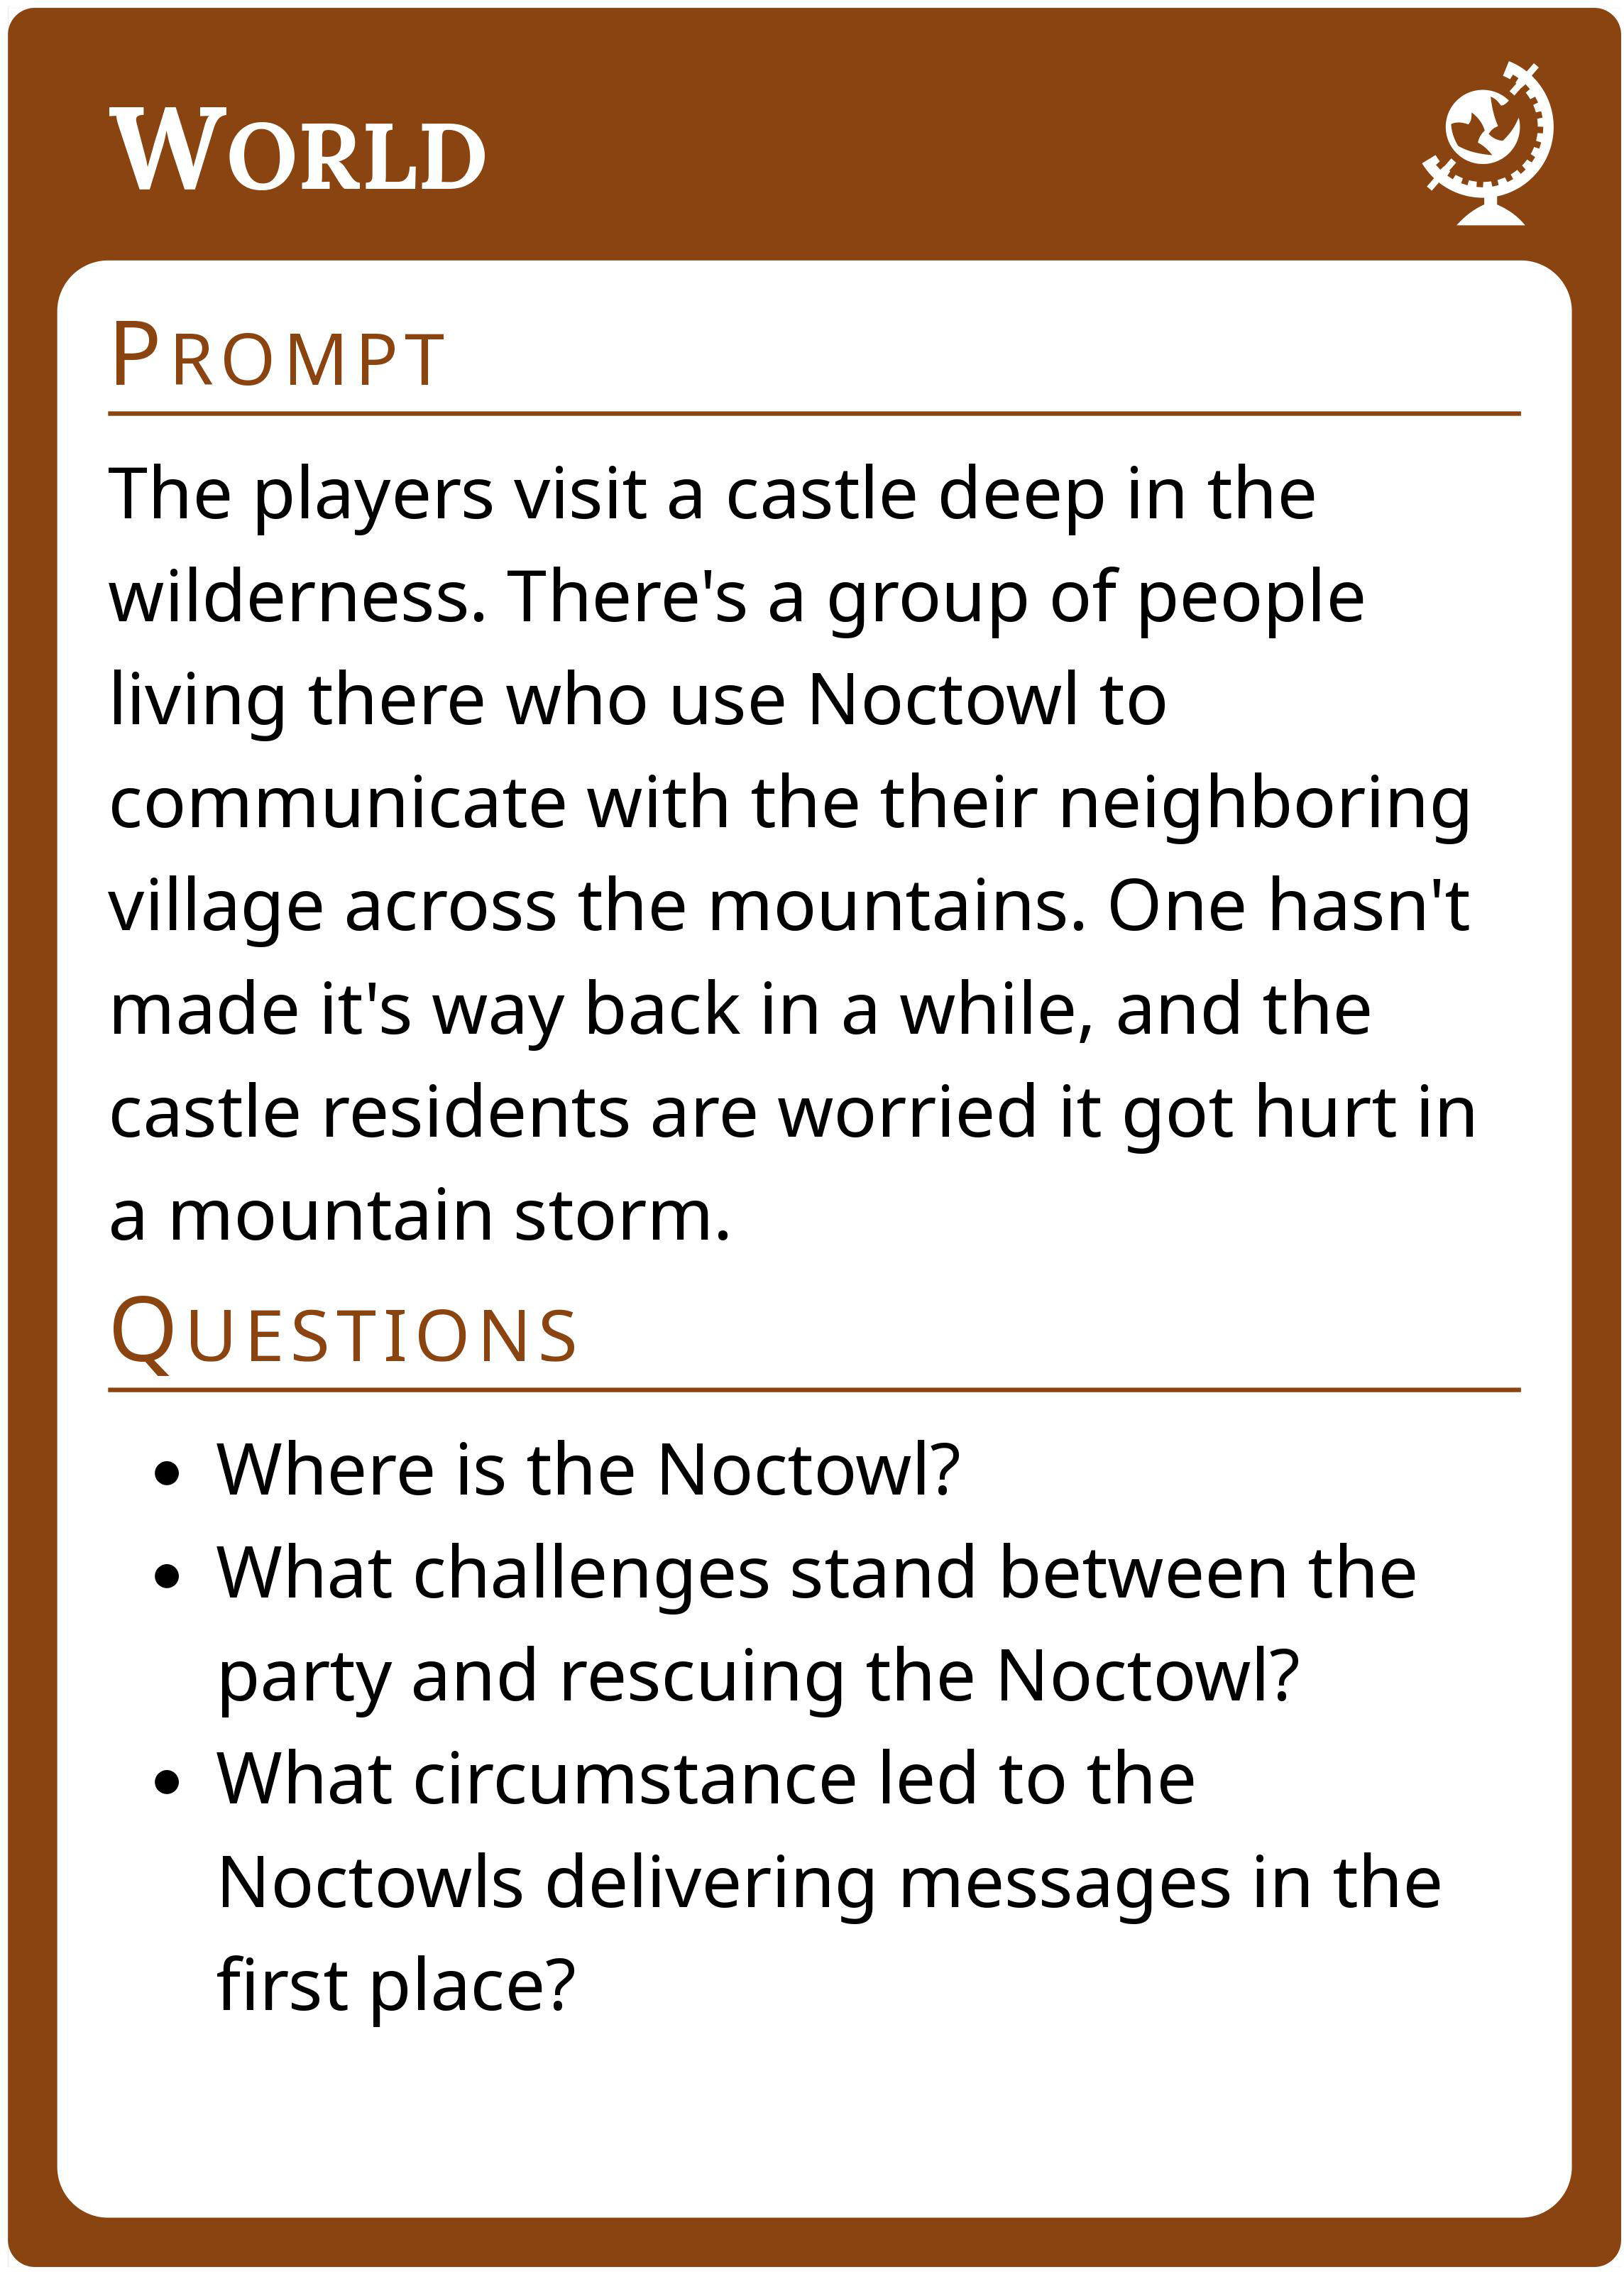 World
Prompt
The players visit a castle deep in the
wilderness. There's a group of people
living there who use Noctowl to
communicate with the their neighboring
village across the mountains. One hasn't
made it's way back in a while, and the
castle residents are worried it got hurt in
a mountain storm.
Questions
• Where is the Noctowl?
• What challenges stand between the
party and rescuing the Noctowl?
• What circumstance led to the
Noctowls delivering messages in the
first place?